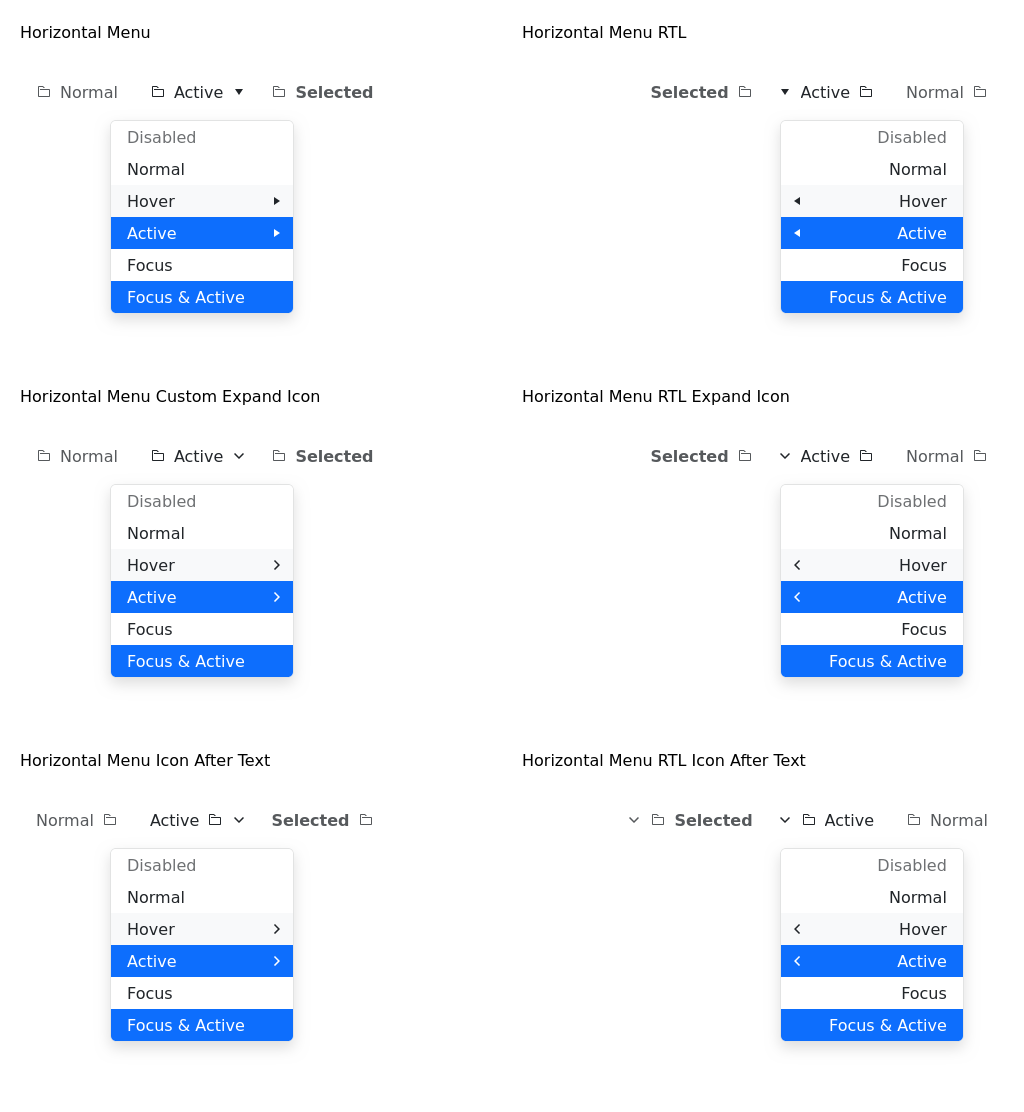 Horizontal Menu
Normal Active Selected
Disabled
Normal
Hover
Active
Focus
Focus & Active
Horizontal Menu RTL
Selected Active Normal
Disabled
Normal
Hover
Active
Focus
Focus & Active
Horizontal Menu Custom Expand Icon
Normal Active Selected
Disabled
Normal
Hover
Active
Focus
Focus & Active
Horizontal Menu RTL Expand Icon
Selected Active Normal
Disabled
Normal
Hover
Active
Focus
Focus & Active
Horizontal Menu Icon After Text
Normal Active Selected
Disabled
Normal
Hover
Active
Focus
Focus & Active
Horizontal Menu RTL Icon After Text
Selected Active Normal
Disabled
Normal
Hover
Active
Focus
Focus & Active